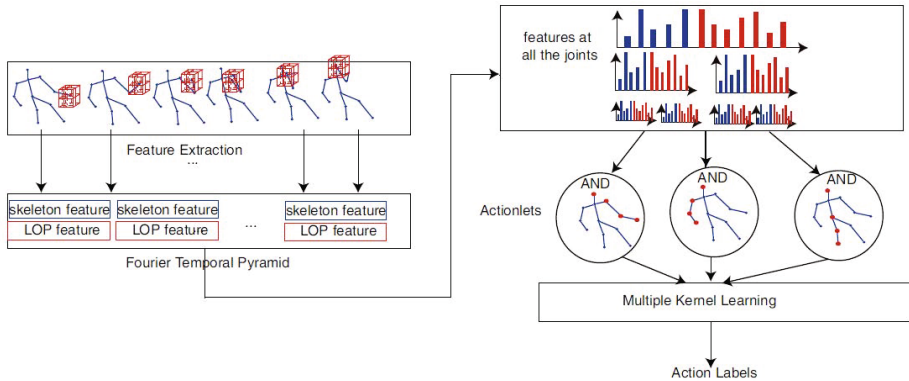 Feature Extraction
...
skeleton feature
LOP feature
skeleton feature
LOP feature
...
skeleton feature
LOP feature
Fourier Temporal Pyramid
features at
all the joints
Actionlets
AND
AND
AND
Multiple Kernel Learning
Action Labels